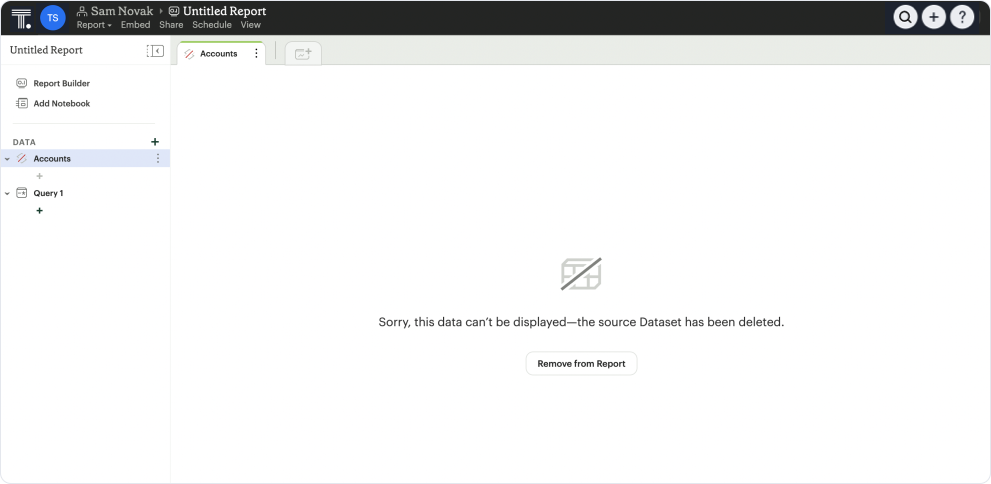 TS
Sam Novak › Untitled Report
Report Embed Share Schedule View
?
Untitled Report
Accounts
Report Builder
Add Notebook
DATA
Accounts
Query 1
Sorry, this data can’t be displayed—the source Dataset has been deleted.
Remove from Report